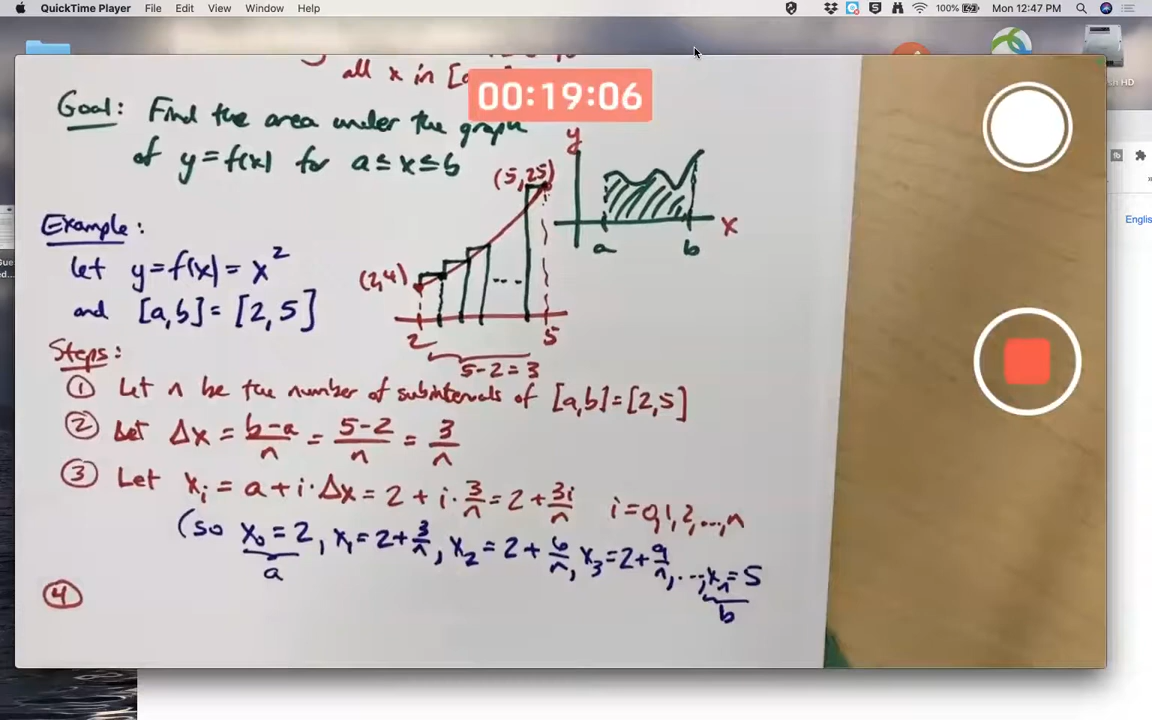 QuickTime Player File Edit View Window Help 100% Mon 12:47 PM
all x in [a
00:19:06
Goal: Find the area under the graph
of y=f(x) for a≤x≤b
y
x
a b
(5,25)
(2,4)
2 5
5-2=3
Example:
let y=f(x)=x²
and [a,b]=[2,5]
Steps:
① Let n be the number of subintervals of [a,b]=[2,5]
② Let Δx = b-a/n = 5-2/n = 3/n
③ Let xᵢ = a+i·Δx = 2+i·3/n = 2+3i/n i=0,1,2,...,n
(so x₀=2, x₁=2+3/n, x₂=2+6/n, x₃=2+9/n, ..., xₙ=5
a b
④
HD
Englis